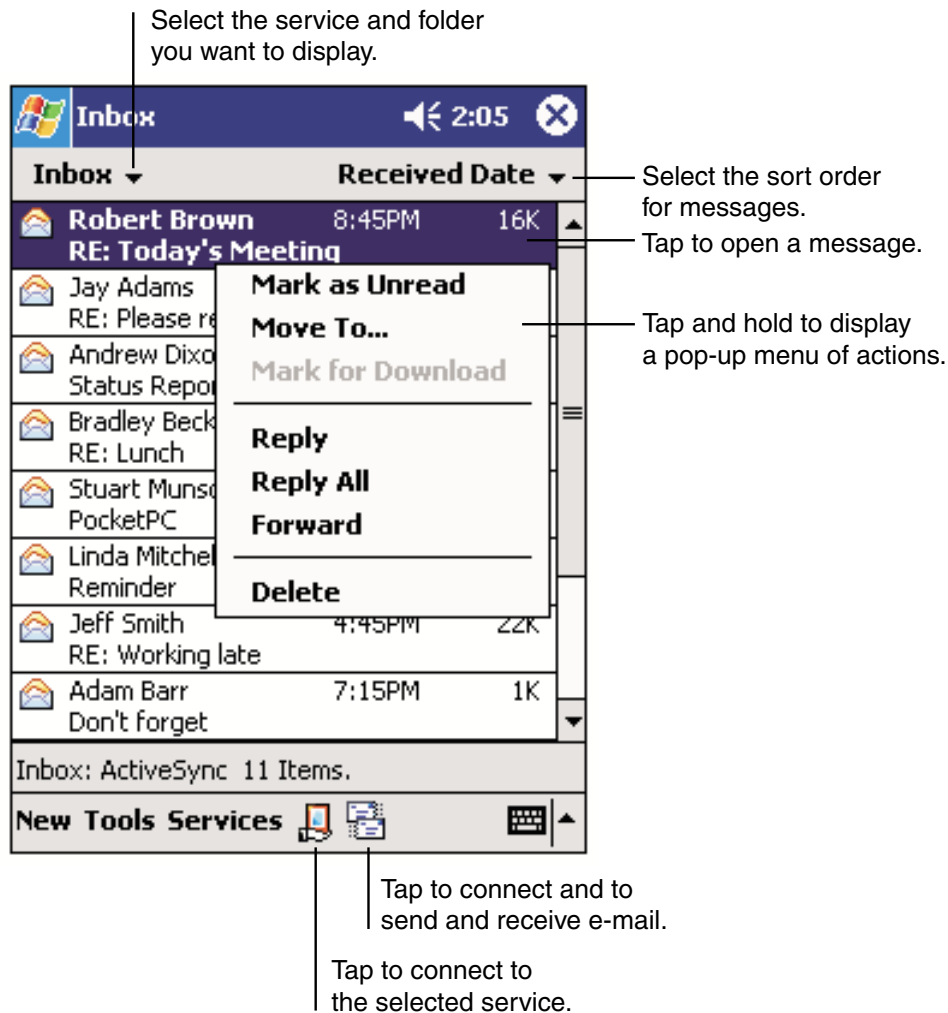 Select the service and folder
you want to display.
Inbox 2:05
Inbox Received Date
Select the sort order
for messages.
Robert Brown 8:45PM 16K
RE: Today's Meeting
Tap to open a message.
Jay Adams
RE: Please re
Mark as Unread
Move To...
Mark for Download
Reply
Reply All
Forward
Delete
Tap and hold to display
a pop-up menu of actions.
Andrew Dixo
Status Repor
Bradley Beck
RE: Lunch
Stuart Munso
PocketPC
Linda Mitchel
Reminder
Jeff Smith 4:45PM 22K
RE: Working late
Adam Barr 7:15PM 1K
Don't forget
Inbox: ActiveSync 11 Items.
New Tools Services
Tap to connect and to
send and receive e-mail.
Tap to connect to
the selected service.